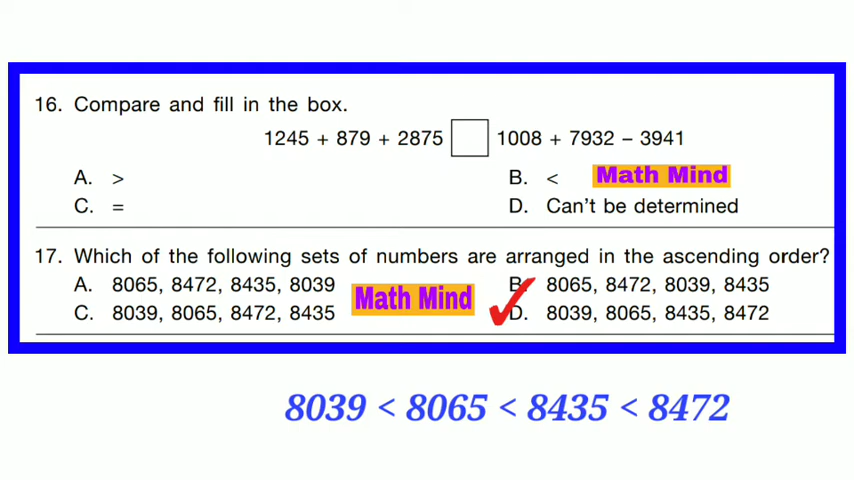 16. Compare and fill in the box.
1245 + 879 + 2875 1008 + 7932 − 3941
A. > B. < Math Mind
C. = D. Can't be determined
17. Which of the following sets of numbers are arranged in the ascending order?
A. 8065, 8472, 8435, 8039 B. 8065, 8472, 8039, 8435
Math Mind
C. 8039, 8065, 8472, 8435 D. 8039, 8065, 8435, 8472
8039 < 8065 < 8435 < 8472